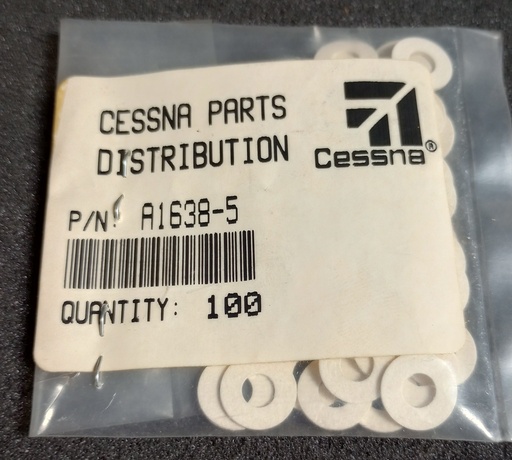 CESSNA PARTS
DISTRIBUTION
Cessna®
P/N: A1638-5
QUANTITY: 100